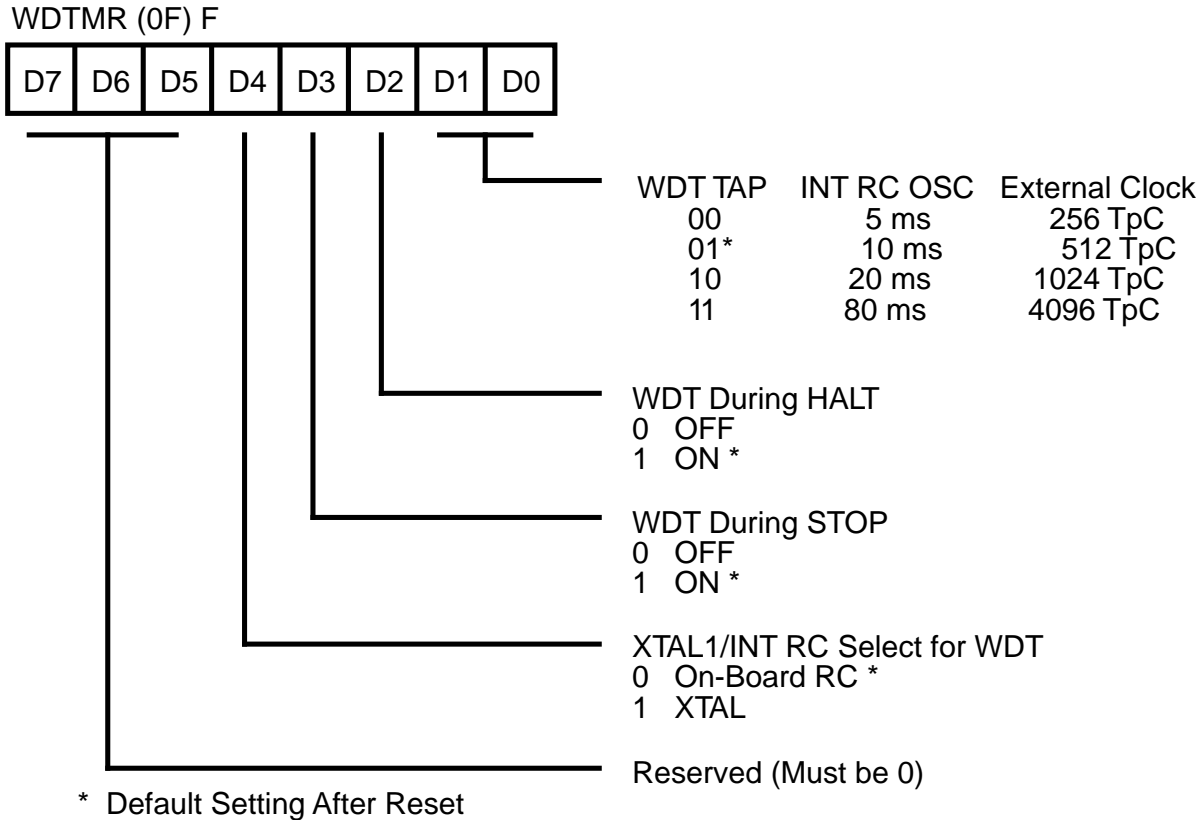 WDTMR (0F) F
D7 D6 D5 D4 D3 D2 D1 D0
WDT TAP INT RC OSC External Clock
00 5 ms 256 TpC
01* 10 ms 512 TpC
10 20 ms 1024 TpC
11 80 ms 4096 TpC
WDT During HALT
0 OFF
1 ON *
WDT During STOP
0 OFF
1 ON *
XTAL1/INT RC Select for WDT
0 On-Board RC *
1 XTAL
Reserved (Must be 0)
* Default Setting After Reset